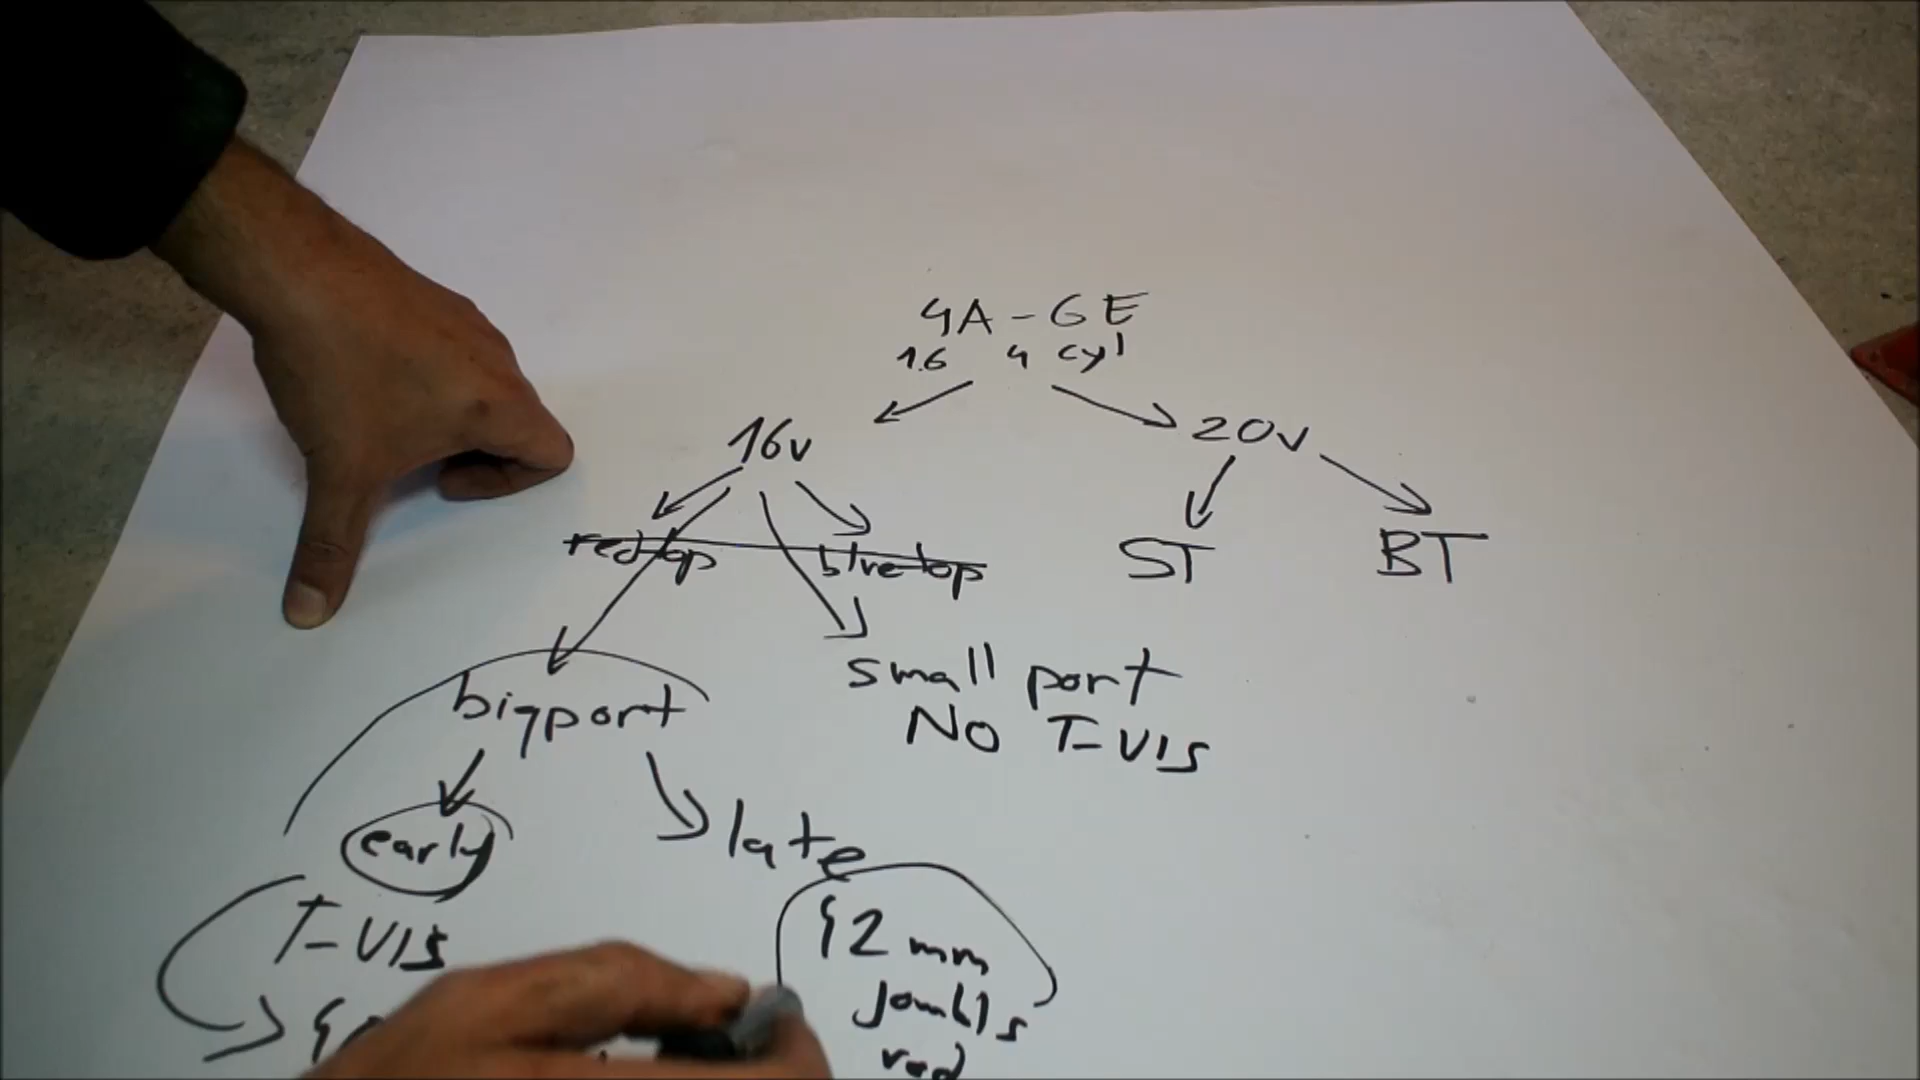 4A-GE
1.6 4 cyl
16v
20v
redtop
bluetop
ST
BT
bigport
small port
NO T-VIS
early
late
T-VIS
42 mm